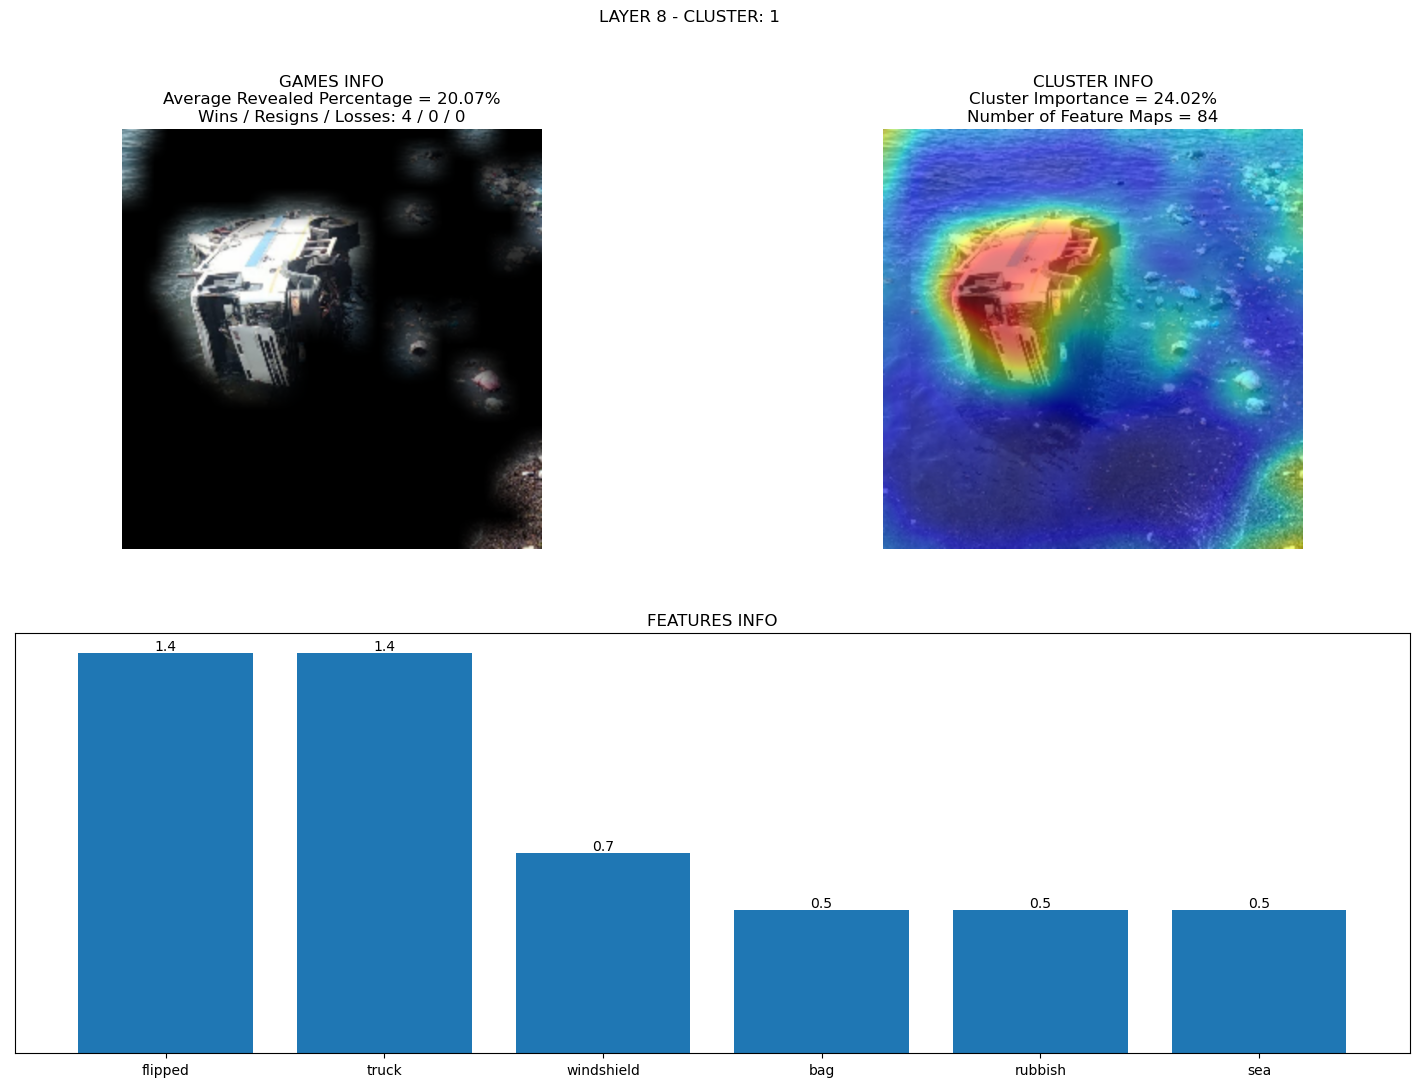 LAYER 8 - CLUSTER: 1
GAMES INFO
Average Revealed Percentage = 20.07%
Wins / Resigns / Losses: 4 / 0 / 0
CLUSTER INFO
Cluster Importance = 24.02%
Number of Feature Maps = 84
FEATURES INFO
1.4
1.4
0.7
0.5
0.5
0.5
flipped
truck
windshield
bag
rubbish
sea